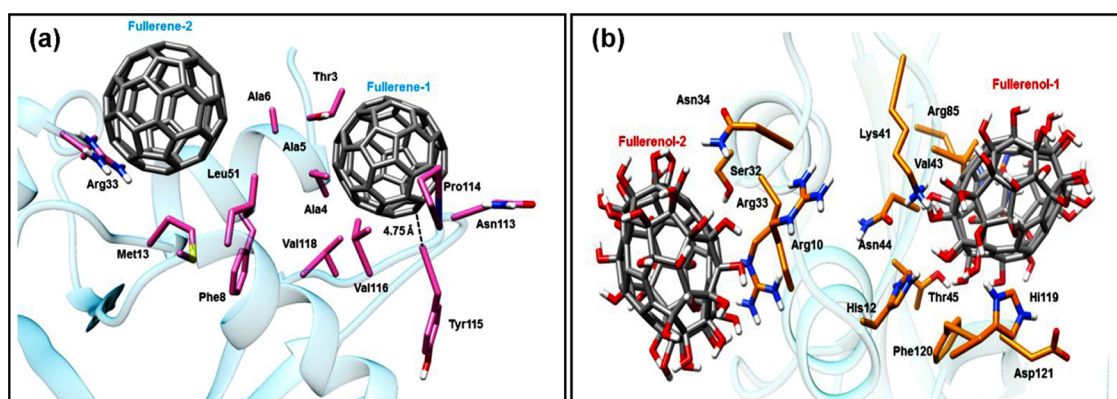 (a)
Fullerene-2
Thr3
Fullerene-1
Ala6
Ala5
Arg33
Leu51
Ala4
Pro114
Asn113
4.75Å
Met13
Val118
Val116
Phe8
Tyr115
(b)
Fullerenol-1
Asn34
Lys41
Arg85
Fullerenol-2
Ser32
Val43
Arg33
Arg10
Asn44
His12
Thr45
Hi119
Phe120
Asp121